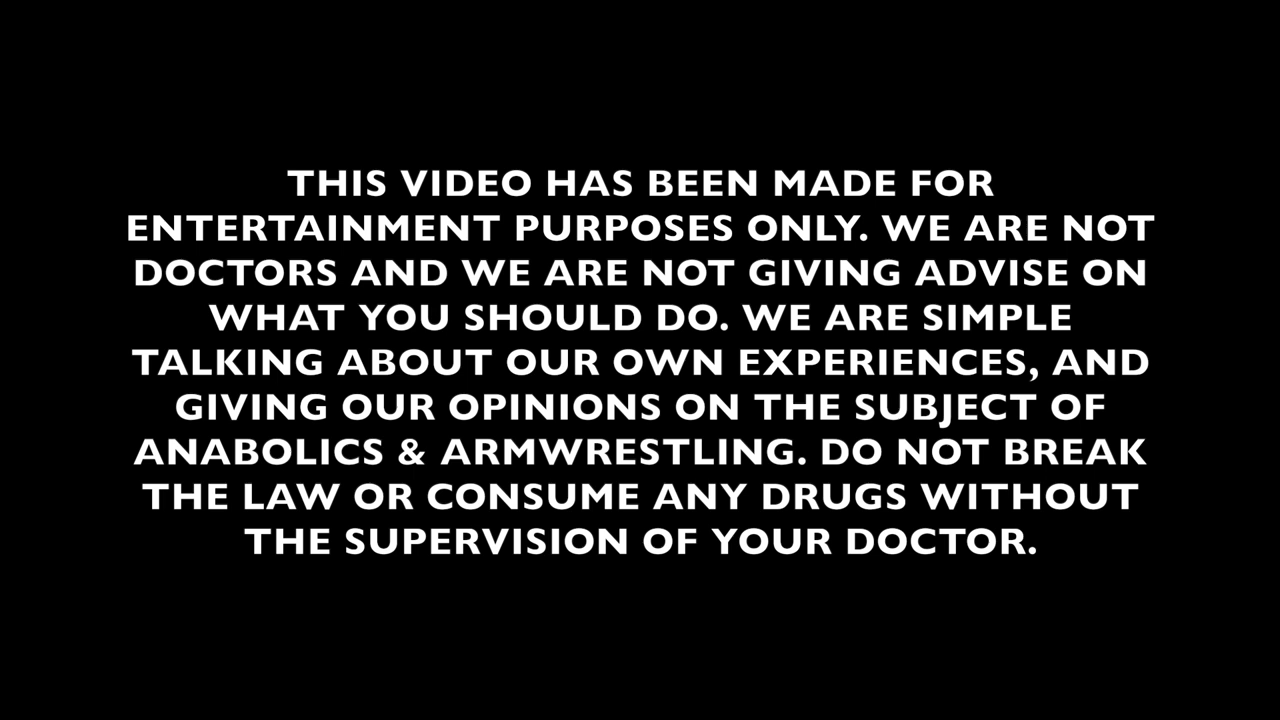 THIS VIDEO HAS BEEN MADE FOR
ENTERTAINMENT PURPOSES ONLY. WE ARE NOT
DOCTORS AND WE ARE NOT GIVING ADVISE ON
WHAT YOU SHOULD DO. WE ARE SIMPLE
TALKING ABOUT OUR OWN EXPERIENCES, AND
GIVING OUR OPINIONS ON THE SUBJECT OF
ANABOLICS & ARMWRESTLING. DO NOT BREAK
THE LAW OR CONSUME ANY DRUGS WITHOUT
THE SUPERVISION OF YOUR DOCTOR.